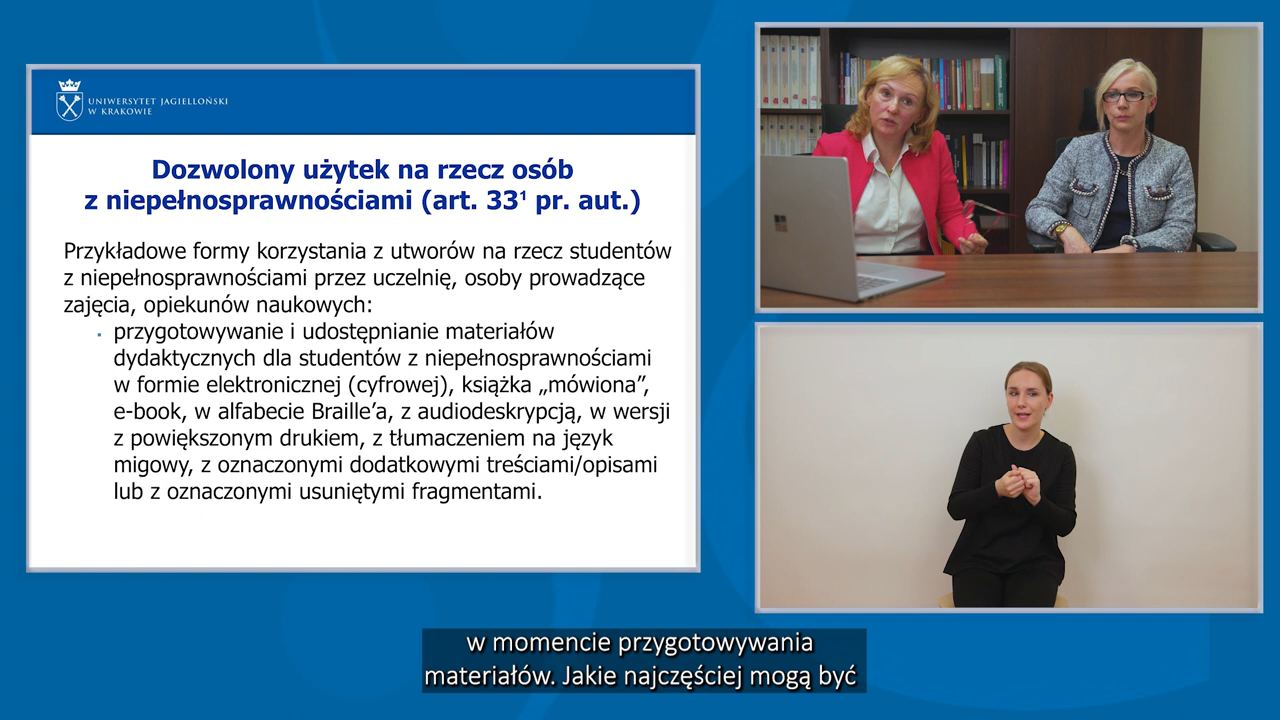 UNIWERSYTET JAGIELLOŃSKI
W KRAKOWIE
Dozwolony użytek na rzecz osób
z niepełnosprawnościami (art. 33¹ pr. aut.)
Przykładowe formy korzystania z utworów na rzecz studentów
z niepełnosprawnościami przez uczelnię, osoby prowadzące
zajęcia, opiekunów naukowych:
przygotowywanie i udostępnianie materiałów
dydaktycznych dla studentów z niepełnosprawnościami
w formie elektronicznej (cyfrowej), książka „mówiona”,
e-book, w alfabecie Braille’a, z audiodeskrypcją, w wersji
z powiększonym drukiem, z tłumaczeniem na język
migowy, z oznaczonymi dodatkowymi treściami/opisami
lub z oznaczonymi usuniętymi fragmentami.
w momencie przygotowywania
materiałów. Jakie najczęściej mogą być